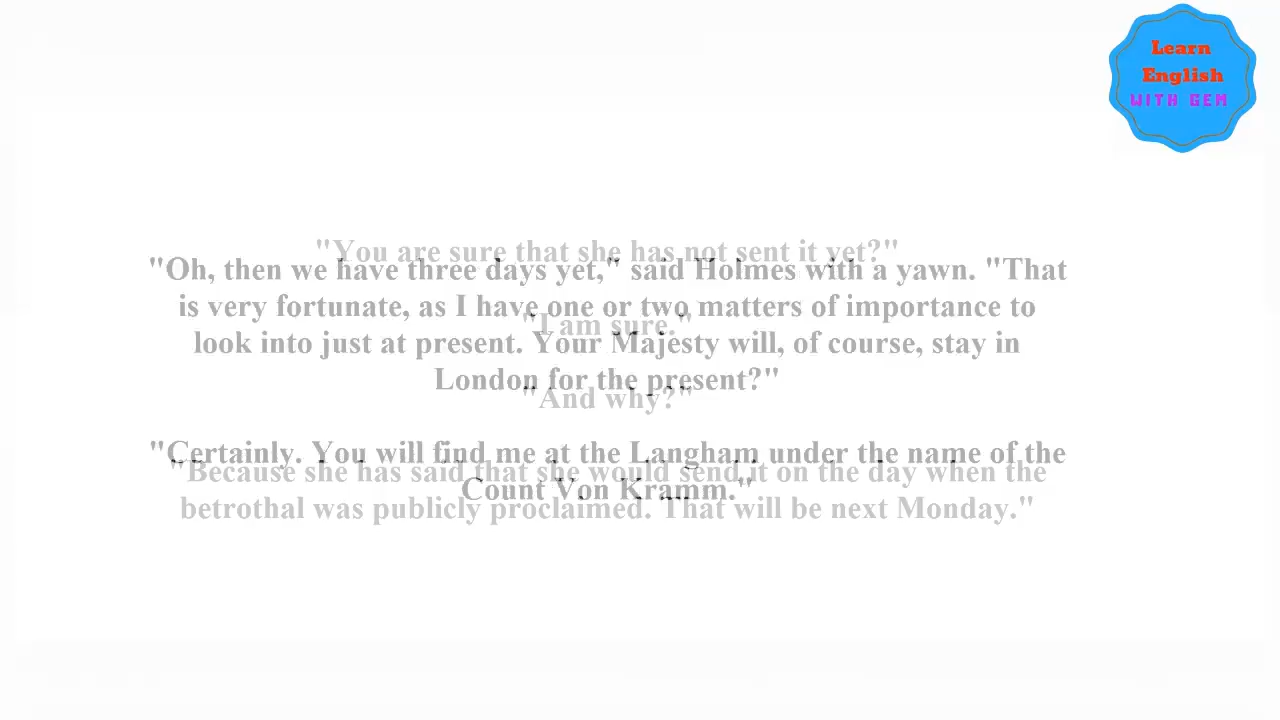 Learn
English
WITH GEM
"You are sure that she has not sent it yet?"
"I am sure."
"And why?"
"Because she has said that she would send it on the day when the
betrothal was publicly proclaimed. That will be next Monday."
"Oh, then we have three days yet," said Holmes with a yawn. "That
is very fortunate, as I have one or two matters of importance to
look into just at present. Your Majesty will, of course, stay in
London for the present?"
"Certainly. You will find me at the Langham under the name of the
Count Von Kramm."